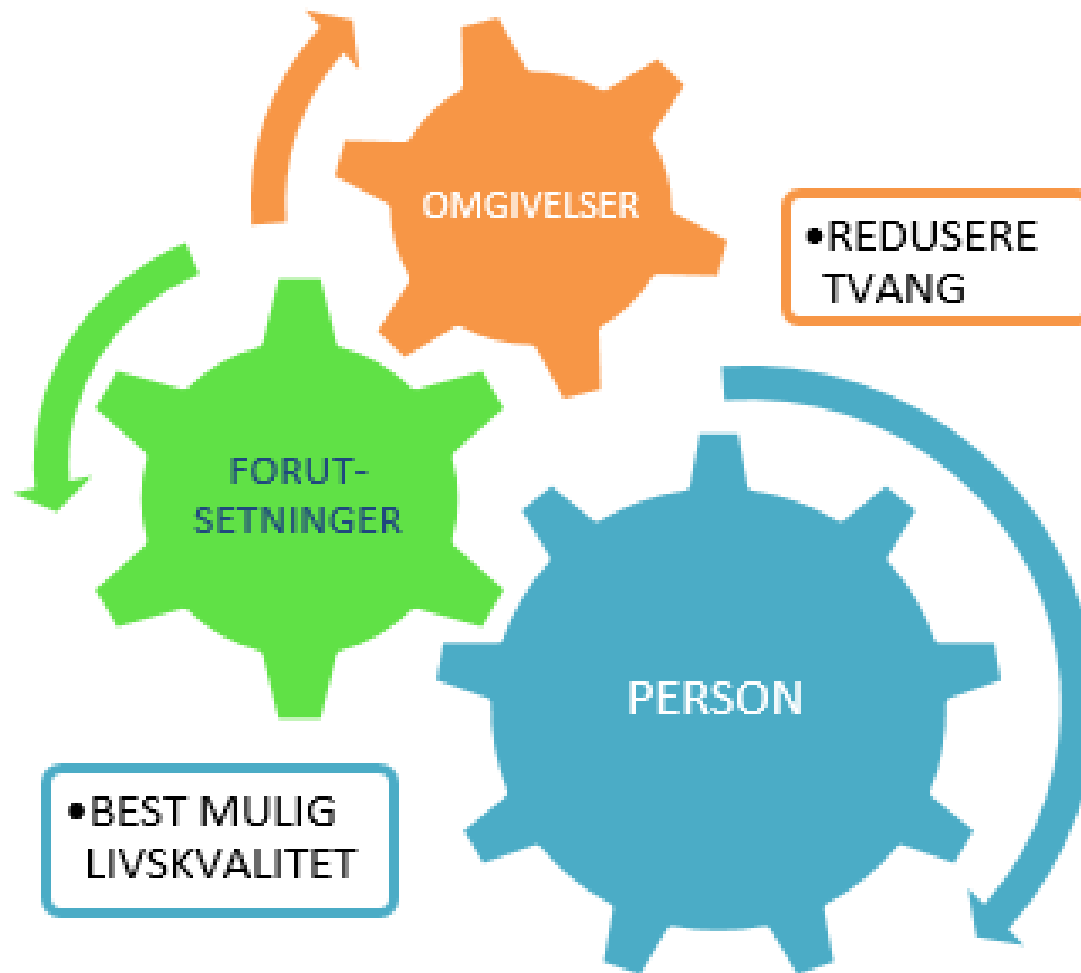 OMGIVELSER
•REDUSERE
TVANG
FORUT-
SETNINGER
PERSON
•BEST MULIG
LIVSKVALITET